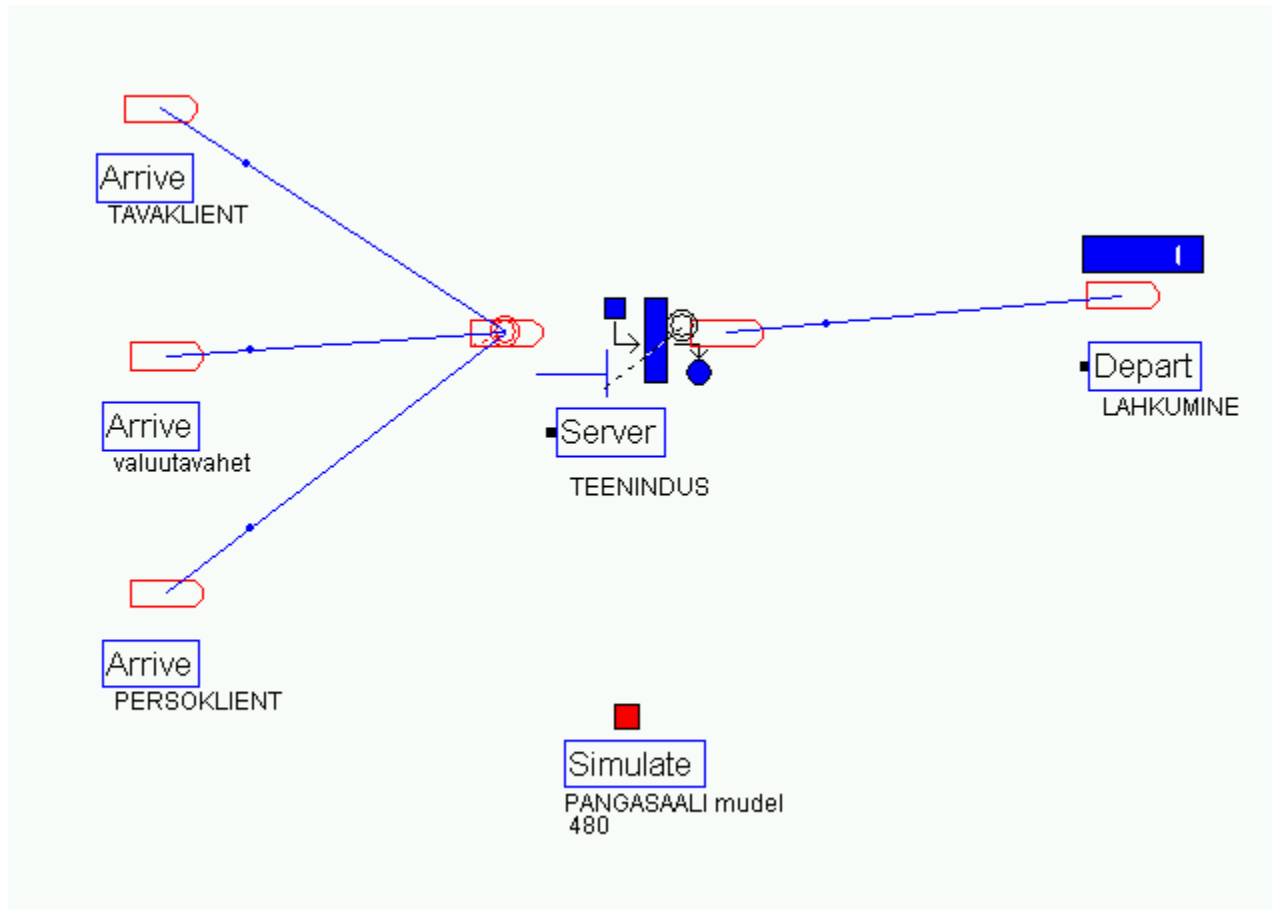 Arrive
TAVAKLIENT
Arrive
valuutavahet
Arrive
PERSOKLIENT
Server
TEENINDUS
Depart
LAHKUMINE
Simulate
PANGASAALI mudel
480